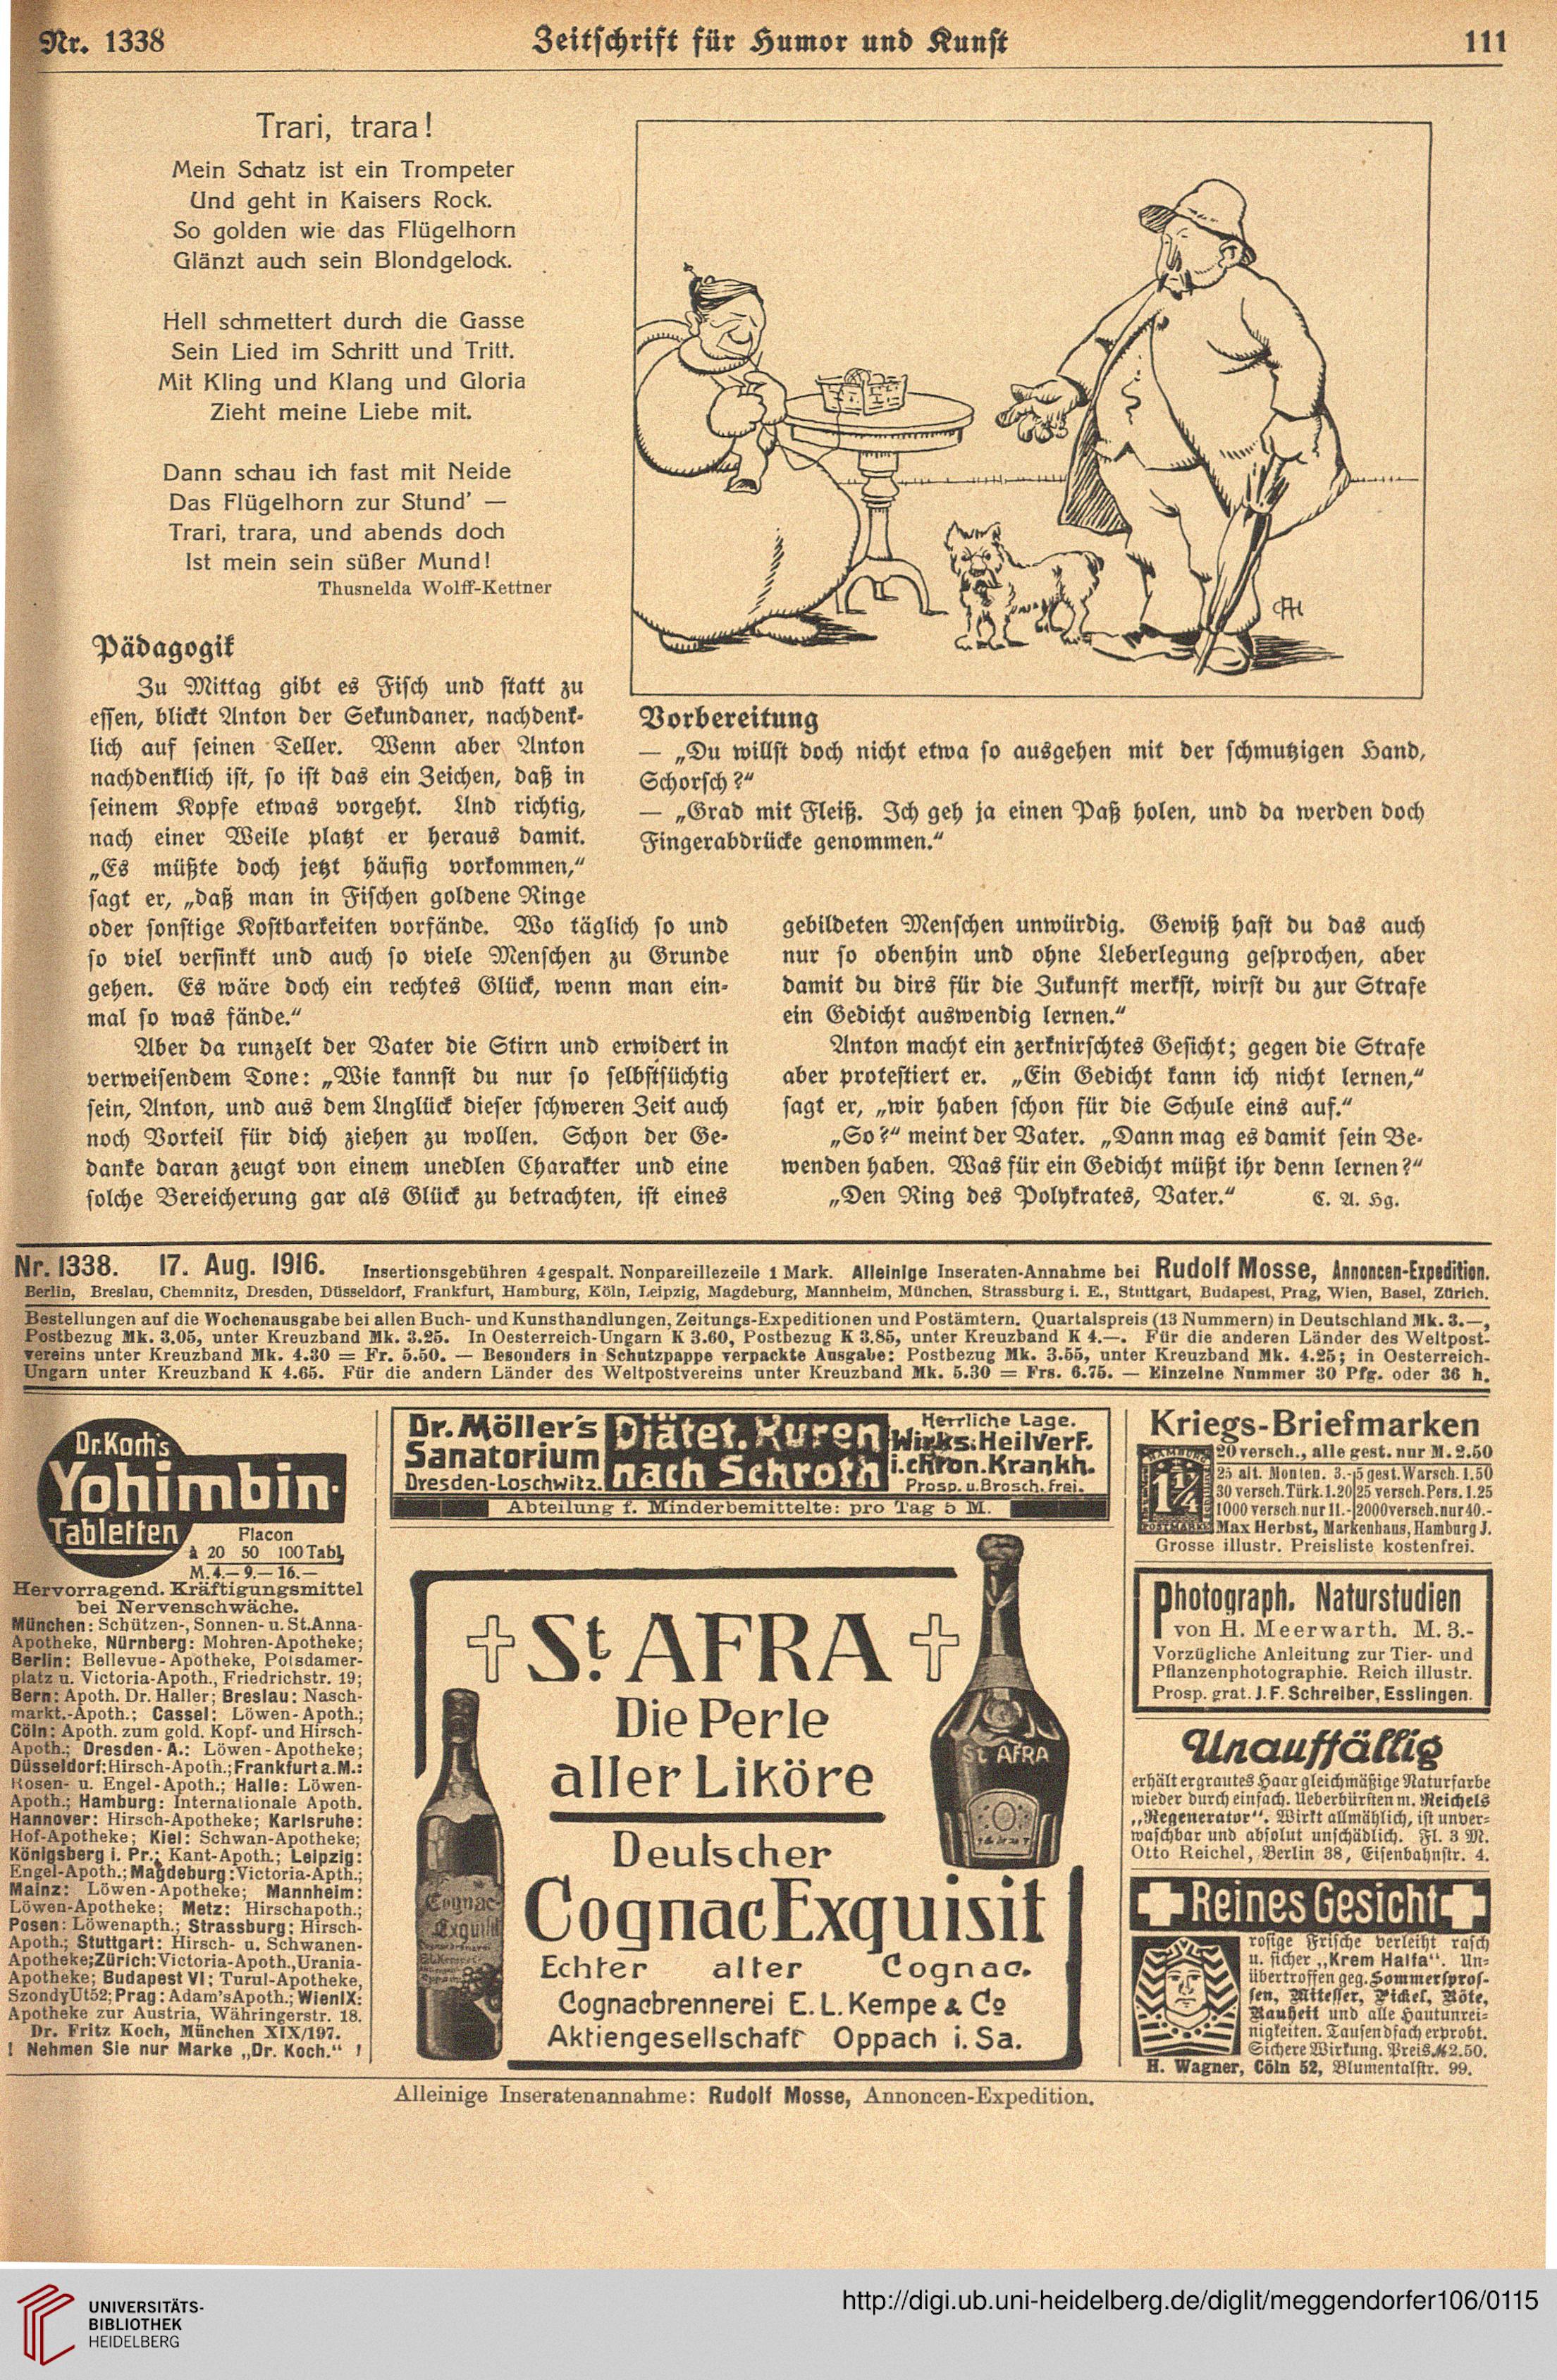 Nr. 1338
Zeitschrift für Humor und Kunst
111
Trari, trara!
Mein Schatz ist ein Trompeter
Und geht in Kaisers Rock.
So golden wie das Flügelhorn
Glänzt auch sein Blondgelock.
Hell schmettert durch die Gasse
Sein Lied im Schritt und Tritt.
Mit Kling und Klang und Gloria
Zieht meine Liebe mit.
Dann schau ich fast mit Neide
Das Flügelhorn zur Stund' —
Trari, trara, und abends doch
Ist mein sein süßer Mund!
Thusnelda Wolff-Kettner
Vorbereitung
— „Du willst doch nicht etwa so ausgehen mit der schmutzigen Hand,
Schorsch?“
— „Grad mit Fleiß. Ich geh ja einen Paß holen, und da werden doch
Fingerabdrücke genommen.“
Pädagogik
Zu Mittag gibt es Fisch und statt zu
essen, blickt Anton der Sekundaner, nachdenk-
lich auf seinen Teller. Wenn aber Anton
nachdenklich ist, so ist das ein Zeichen, daß in
seinem Kopfe etwas vorgeht. Und richtig,
nach einer Weile platzt er heraus damit.
„Es müßte doch jetzt häufig vorkommen,“
sagt er, „daß man in Fischen goldene Ringe
oder sonstige Kostbarkeiten vorfände. Wo täglich so und
so viel versinkt und auch so viele Menschen zu Grunde
gehen. Es wäre doch ein rechtes Glück, wenn man ein-
mal so was fände.“
Aber da runzelt der Vater die Stirn und erwidert in
verweisendem Tone: „Wie kannst du nur so selbstsüchtig
sein, Anton, und aus dem Unglück dieser schweren Zeit auch
noch Vorteil für dich ziehen zu wollen. Schon der Ge-
danke daran zeugt von einem unedlen Charakter und eine
solche Bereicherung gar als Glück zu betrachten, ist eines
gebildeten Menschen unwürdig. Gewiß hast du das auch
nur so obenhin und ohne Ueberlegung gesprochen, aber
damit du dirs für die Zukunft merkst, wirst du zur Strafe
ein Gedicht auswendig lernen.“
Anton macht ein zerknirschtes Gesicht; gegen die Strafe
aber protestiert er. „Ein Gedicht kann ich nicht lernen,“
sagt er, „wir haben schon für die Schule eins auf.“
„So?“ meint der Vater. „Dann mag es damit sein Be-
wenden haben. Was für ein Gedicht müßt ihr denn lernen?“
„Den Ring des Polykrates, Vater.“ C. A. Hg.
Nr. 1338. 17. Aug. 1916. Insertionsgebühren 4gespalt. Nonpareillezeile 1 Mark. Alleinige Inseraten-Annahme bei Rudolf Mosse, Annoncen-Expedition.
Berlin, Breslau, Chemnitz, Dresden, Düsseldorf, Frankfurt, Hamburg, Köln, Leipzig, Magdeburg, Mannheim, München, Strassburg i. E., Stuttgart, Budapest, Prag, Wien, Basel, Zürich.
Bestellungen auf die Wochenausgabe bei allen Buch- und Kunsthandlungen, Zeitungs-Expeditionen und Postämtern. Quartalspreis (13 Nummern) in Deutschland Mk. 3.—,
Postbezug Mk. 3.05, unter Kreuzband Mk. 3.25. In Oesterreich-Ungarn K 3.60, Postbezug K 3.85, unter Kreuzband K 4.—. Für die anderen Länder des Weltpost-
vereins unter Kreuzband Mk. 4.30 = Fr. 5.50. — Besonders in Schutzpappe verpackte Ausgabe: Postbezug Mk. 3.55, unter Kreuzband Mk. 4.25; in Oesterreich-
Ungarn unter Kreuzband K 4.65. Für die andern Länder des Weltpostvereins unter Kreuzband Mk. 5.30 = Frs. 6.75. — Einzelne Nummer 30 Pfg. oder 36 h.
Dr. Koch's
Yohimbin-
Tabletten
Flacon
à 20 50 100 Tabl.
M. 4.— 9.— 16.—
Hervorragend. Kräftigungsmittel
bei Nervenschwäche.
München: Schützen-, Sonnen- u. St.Anna-
Apotheke, Nürnberg: Mohren-Apotheke;
Berlin: Bellevue-Apotheke, Potsdamer-
platz u. Victoria-Apoth., Friedrichstr. 19;
Bern: Apoth. Dr. Haller; Breslau: Nasch-
markt.-Apoth.; Cassel: Löwen-Apoth.;
Cöln: Apoth. zum gold. Kopf- und Hirsch-
Apoth.; Dresden-A.: Löwen-Apotheke;
Düsseldorf: Hirsch-Apoth.; Frankfurt a.M.:
Rosen- u. Engel-Apoth.; Halle: Löwen-
Apoth.; Hamburg: Internationale Apoth.
Hannover: Hirsch-Apotheke; Karlsruhe:
Hof-Apotheke; Kiel: Schwan-Apotheke;
Königsberg i. Pr.: Kant-Apoth.; Leipzig:
Engel-Apoth.; Magdeburg: Victoria-Apth.;
Mainz: Löwen-Apotheke; Mannheim:
Löwen-Apotheke; Metz: Hirschapoth.;
Posen: Löwenapth.; Strassburg: Hirsch-
Apoth.; Stuttgart: Hirsch- u. Schwanen-
Apotheke; Zürich: Victoria-Apoth., Urania-
Apotheke; Budapest VI: Turul-Apotheke,
Szondy Ut 52; Prag: Adam's Apoth.; Wien IX:
Apotheke zur Austria, Währingerstr. 18.
Dr. Fritz Koch, München XIX/197.
! Nehmen Sie nur Marke „Dr. Koch.“ !
Dr. Möller's
Sanatorium
Dresden-Loschwitz.
Diätet. Kuren
nach Schroth
Herrliche Lage.
Wirks. Heilverf.
i. chron. Krankh.
Prosp. u. Brosch. frei.
Abteilung f. Minderbemittelte: pro Tag 5 M.
St. AFRA
Die Perle
aller Liköre
St. AFRA
Deutscher
Cognac Exquisit
Cognac
Exquisit
Echter alter Cognac.
Cognacbrennerei E. L. Kempe & Co
Aktiengesellschaft Oppach i. Sa.
Kriegs-Briefmarken
20 versch., alle gest. nur M. 2.50
25 alt. Monten. 3.- 5 gest. Warsch. 1.50
30 versch. Türk. 1.20 25 versch. Pers. 1.25
1000 versch. nur 11.- 2000 versch. nur 40.-
Max Herbst, Markenhaus, Hamburg J.
Grosse illustr. Preisliste kostenfrei.
Photograph. Naturstudien
von H. Meerwarth. M. 3.-
Vorzügliche Anleitung zur Tier- und
Pflanzenphotographie. Reich illustr.
Prosp. grat. J. F. Schreiber, Esslingen.
Unauffällig
erhält ergrautes Haar gleichmäßige Naturfarbe
wieder durch einfach. Ueberbürsten m. Reichels
„Regenerator“. Wirkt allmählich, ist unver-
waschbar und absolut unschädlich. Fl. 3 M.
Otto Reichel, Berlin 38, Eisenbahnstr. 4.
Reines Gesicht
rosige Frische verleiht rasch
u. sicher „Krem Halfa“. Un-
übertroffen geg. Sommerspros-
sen, Mitesser, Pickel, Röte,
Rauheit und alle Hautunrei-
nigkeiten. Tausendfach erprobt.
Sichere Wirkung. Preis M 2.50.
H. Wagner, Cöln 52, Blumentalstr. 99.
Alleinige Inseratenannahme: Rudolf Mosse, Annoncen-Expedition.
UNIVERSITÄTS-
BIBLIOTHEK
HEIDELBERG
http://digi.ub.uni-heidelberg.de/diglit/meggendorfer106/0115